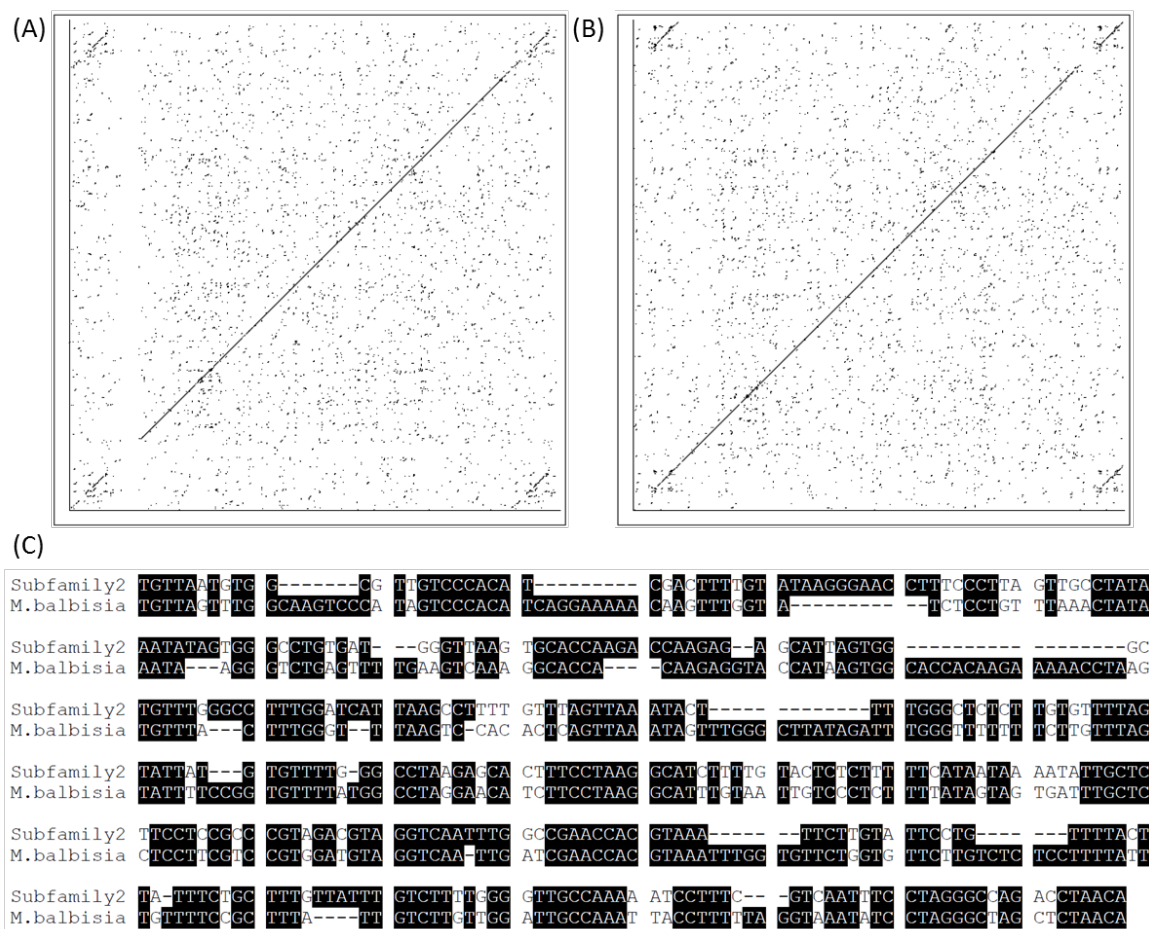 (A)
(B)
(C)
Subfamily2 TGTTAATGTG G-------CG TTGTCCCACA T--------- CGACTTTTGT ATAAGGGAAC CTTTCCCTTA GTTGCCTATA
M.balbisia TGTTAGTTTG GCAAGTCCCA TAGTCCCACA TCAGGAAAAA CAAGTTTGGT A--------- --TCTCCTGT TTAAACTATA
Subfamily2 AATATAGTGG GCCTGTGAT- --GGGTTAAG TGCACCAAGA CCAAGAG--A GCATTAGTGG ---------- --------GC
M.balbisia AATA---AGG GTCTGAGTTT TGAAGTCAAA GGCACCA--- -CAAGAGGTA CCATAAGTGG CACCACAAGA AAAACCTAAG
Subfamily2 TGTTTGGGCC TTTGGATCAT TAAGCCTTTT GTTAGTTAAA ATACT----- -------TTT TGGGCTCTCT TGTGTTTTAG
M.balbisia TGTTTA---C TTTGGGT--T TAAGTC-CAC ACTCAGTTAAA ATAGTTTGGG CTTATAGATT TGGGTTTTTT TCTTGTTTAG
Subfamily2 TATTAT---G TGTTTTG-GG CCTAAGAGCA CTTTCCTAAG GCATCTTTTG TACTCTCTTT TTCATAATAA AAATATTGCTC
M.balbisia TATTTTCCGG TGTTTTATGG CCTAGGAACA TCTTCCTAAG GCATTTGTAA TTGTCCCTCT TTTATAGTAG TGATTTGCTC
Subfamily2 TTCCTCCGCC CGTAGACGTA GGTCAATTTG GCCGAACCAC GTAAA----- --TTCTTGTA TTCCTG---- --TTTTACT
M.balbisia CTCCTTCGTC CGTGGATGTA GGTCAA-TTG ATCGAACCAC GTAAATTTGG TGTTCTGGTG TTCTTGTCTC TCCTTTTATT
Subfamily2 TA-TTTCTGC TTTGTTATTT GTCTTTTGGG GTTGCCAAAA ATCCTTTC-- -GTCAATTTC CTAGGGCCAG ACCTAACA
M.balbisia TGTTTTCCGC TTTA---TT GTCTTGTTGG ATTGCCAAAT TACCTTTTTA GGTAAATATC CTAGGGCTAG CTCTAACA